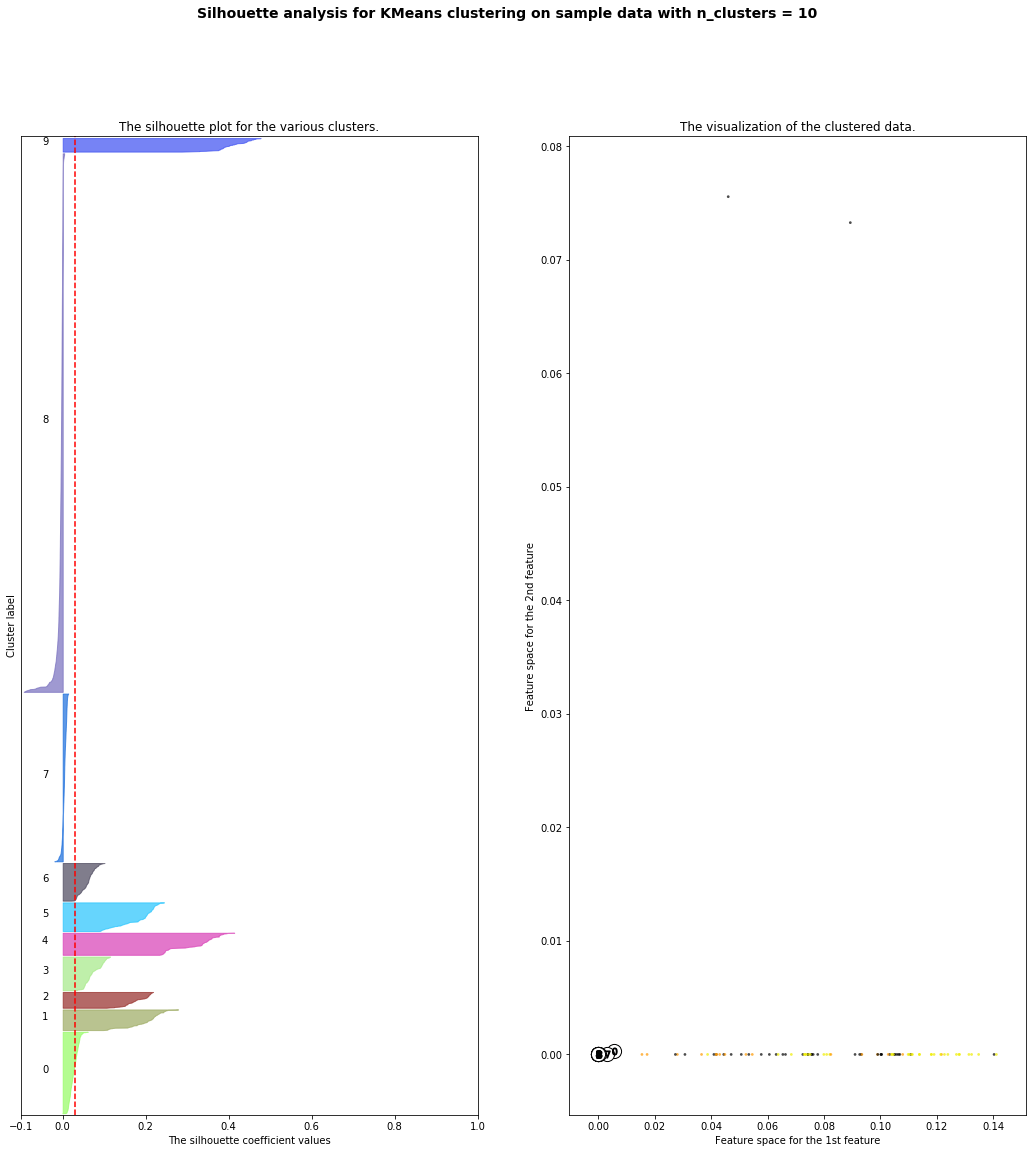 Silhouette analysis for KMeans clustering on sample data with n_clusters = 10
The silhouette plot for the various clusters.
9
8
7
6
5
4
3
2
1
0
Cluster label
−0.1 0.0 0.2 0.4 0.6 0.8 1.0
The silhouette coefficient values
The visualization of the clustered data.
0.08
0.07
0.06
0.05
0.04
0.03
0.02
0.01
0.00
Feature space for the 2nd feature
7 0
0.00 0.02 0.04 0.06 0.08 0.10 0.12 0.14
Feature space for the 1st feature